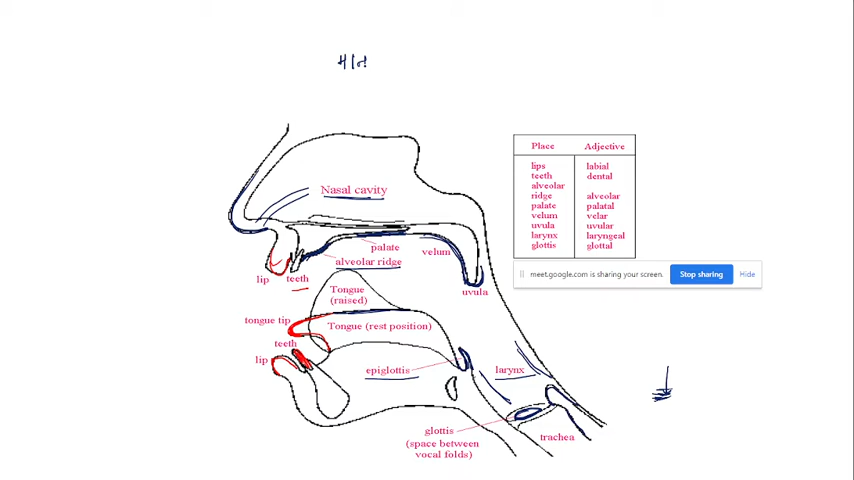 Nasal cavity
palate
velum
alveolar ridge
lip
teeth
uvula
Tongue
(raised)
tongue tip
Tongue (rest position)
teeth
lip
epiglottis
larynx
glottis
(space between
vocal folds)
trachea
Place Adjective
lips labial
teeth dental
alveolar
ridge alveolar
palate palatal
velum velar
uvula uvular
larynx laryngeal
glottis glottal
meet.google.com is sharing your screen.
Stop sharing
Hide